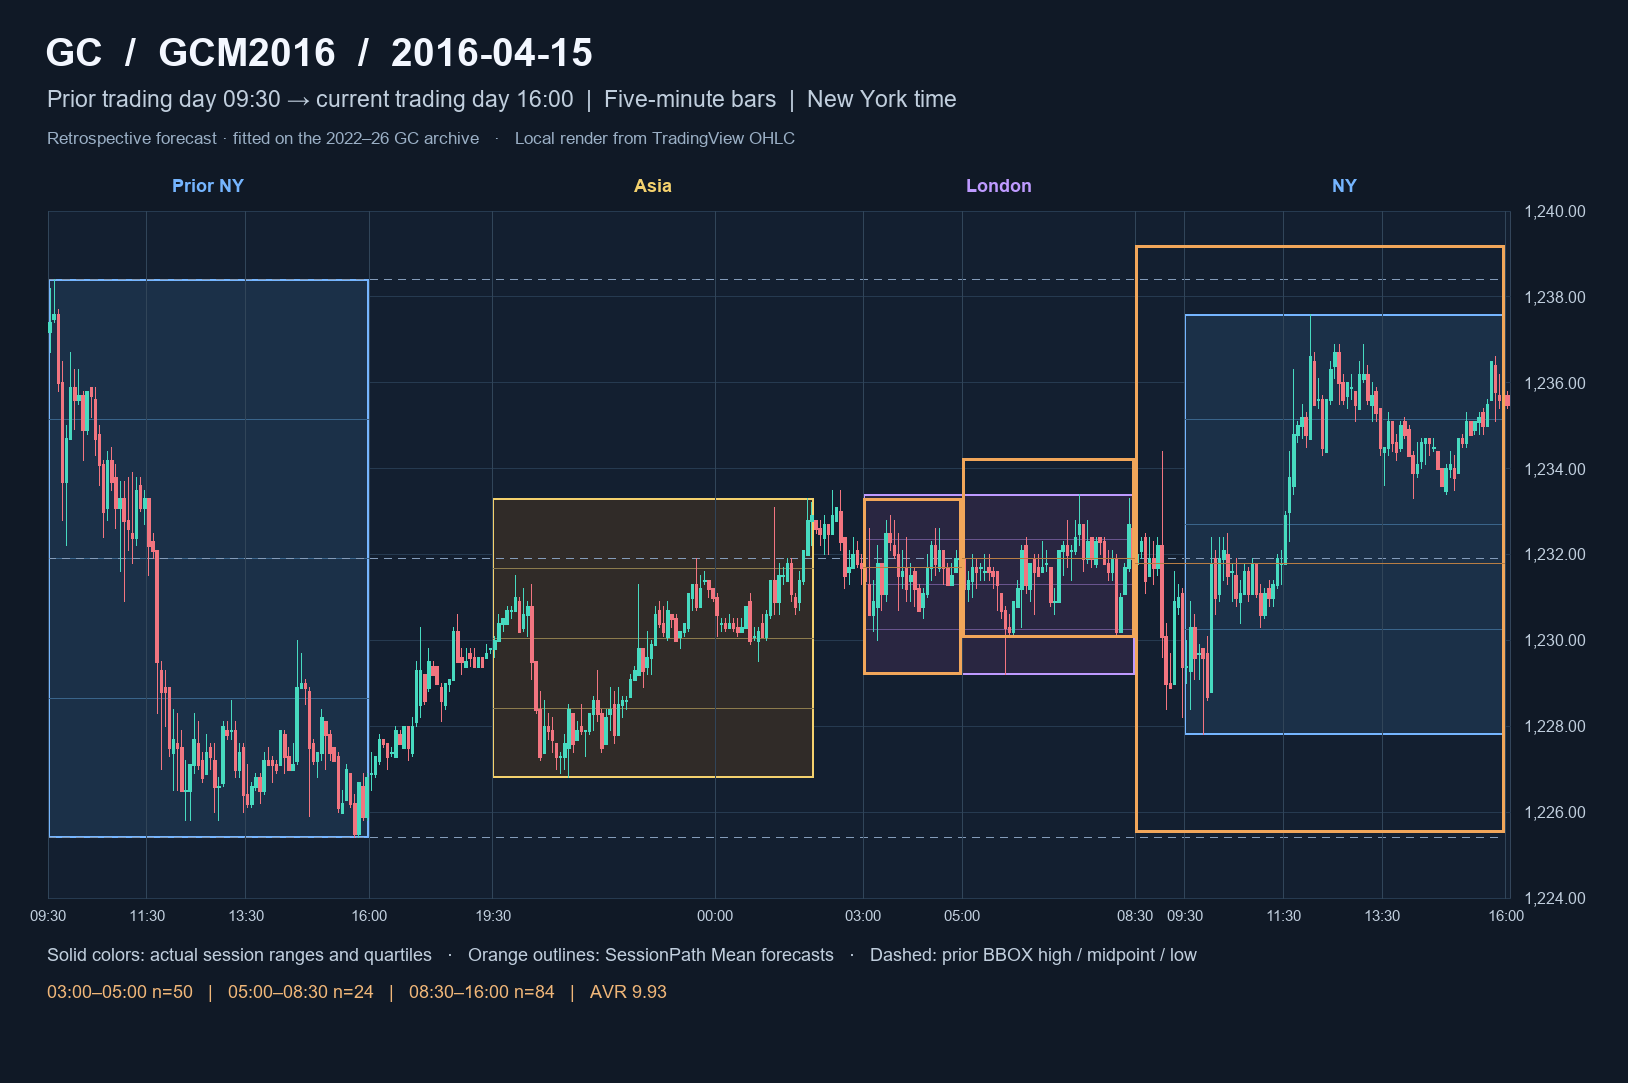 GC / GCM2016 / 2016-04-15
Prior trading day 09:30 → current trading day 16:00 | Five-minute bars | New York time
Retrospective forecast · fitted on the 2022–26 GC archive · Local render from TradingView OHLC
Prior NY Asia London NY
1,240.00
1,238.00
1,236.00
1,234.00
1,232.00
1,230.00
1,228.00
1,226.00
1,224.00
09:30 11:30 13:30 16:00 19:30 00:00 03:00 05:00 08:30 09:30 11:30 13:30 16:00
Solid colors: actual session ranges and quartiles · Orange outlines: SessionPath Mean forecasts · Dashed: prior BBOX high / midpoint / low
03:00–05:00 n=50 | 05:00–08:30 n=24 | 08:30–16:00 n=84 | AVR 9.93